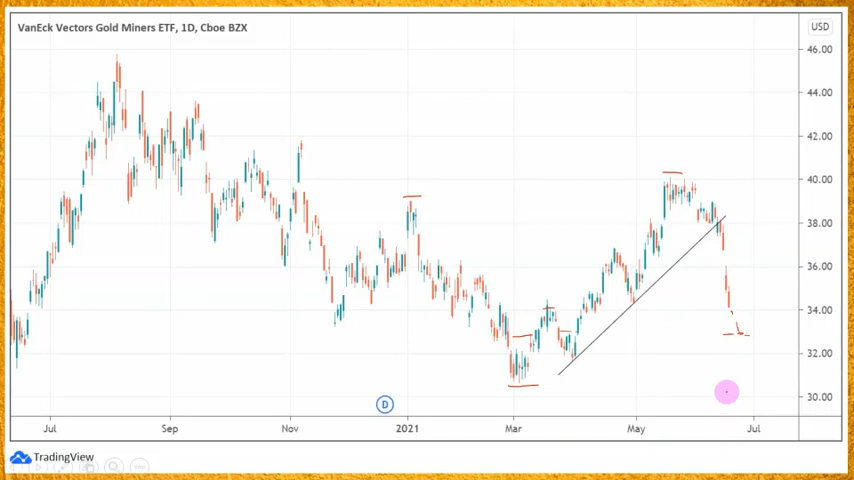 VanEck Vectors Gold Miners ETF, 1D, Cboe BZX
USD
46.00
44.00
42.00
40.00
38.00
36.00
34.00
32.00
30.00
D
Jul Sep Nov 2021 Mar May Jul
TradingView